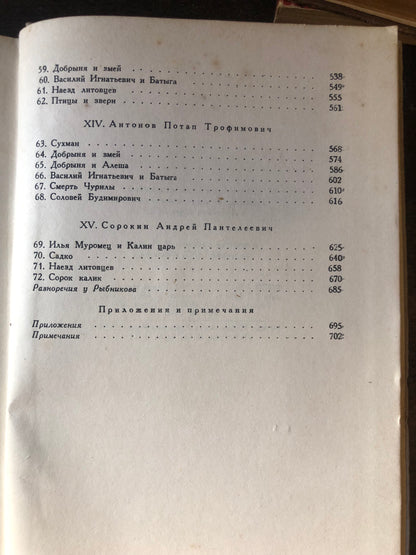 59. Добрыня и змей . . . . . . . . . . . . . . 538
60. Василий Игнатьевич и Батыга . . . . . . . . . . . . . . 549
61. Наезд литовцев . . . . . . . . . . . . . . 555
62. Птицы и звери . . . . . . . . . . . . . . 561
XIV. Антонов Потап Трофимович
63. Сухман . . . . . . . . . . . . . . 568
64. Добрыня и змей . . . . . . . . . . . . . . 574
65. Добрыня и Алеша . . . . . . . . . . . . . . 586
66. Василий Игнатьевич и Батыга . . . . . . . . . . . . . . 602
67. Смерть Чурилы . . . . . . . . . . . . . . 610
68. Соловей Будимирович . . . . . . . . . . . . . . 616
XV. Сорокин Андрей Пантелеевич
69. Илья Муромец и Калин царь . . . . . . . . . . . . . . 625
70. Садко . . . . . . . . . . . . . . 640
71. Наезд литовцев . . . . . . . . . . . . . . 658
72. Сорок калик . . . . . . . . . . . . . . 670
Разноречия у Рыбникова . . . . . . . . . . . . . . 685
Приложения и примечания
Приложения . . . . . . . . . . . . . . 695
Примечания . . . . . . . . . . . . . . 702